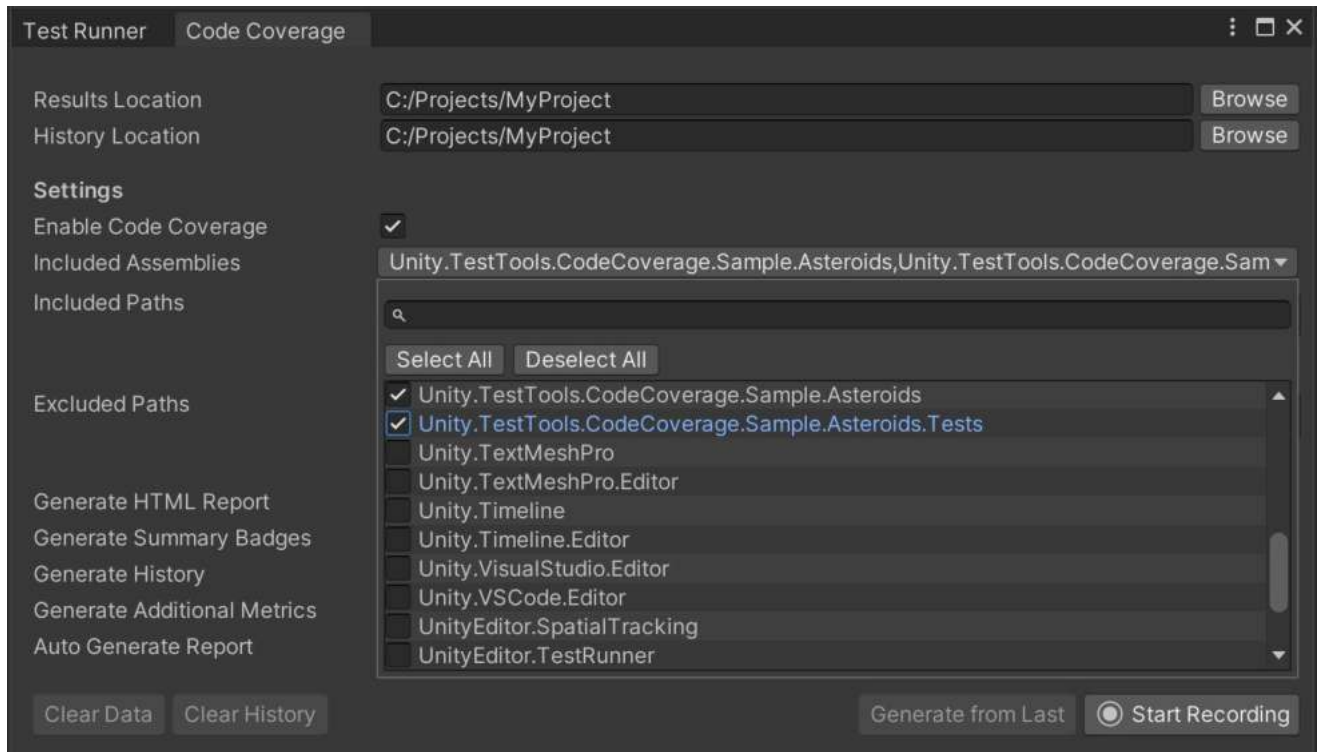 Test Runner Code Coverage
Results Location C:/Projects/MyProject Browse
History Location C:/Projects/MyProject Browse
Settings
Enable Code Coverage
Included Assemblies Unity.TestTools.CodeCoverage.Sample.Asteroids,Unity.TestTools.CodeCoverage.Sam
Included Paths
Select All Deselect All
Unity.TestTools.CodeCoverage.Sample.Asteroids
Excluded Paths
Unity.TestTools.CodeCoverage.Sample.Asteroids.Tests
Unity.TextMeshPro
Unity.TextMeshPro.Editor
Generate HTML Report
Unity.Timeline
Generate Summary Badges Unity.Timeline.Editor
Generate History Unity.VisualStudio.Editor
Unity.VSCode.Editor
Generate Additional Metrics
UnityEditor.SpatialTracking
Auto Generate Report UnityEditor.TestRunner
Clear Data Clear History Generate from Last Start Recording